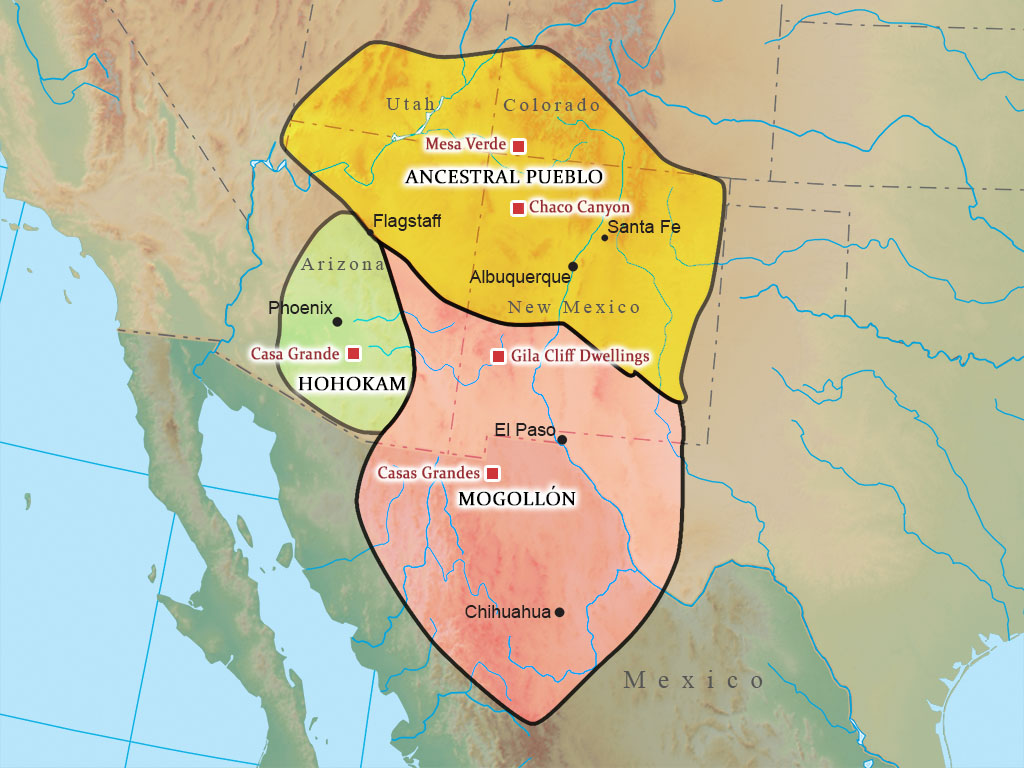 Utah
Colorado
Mesa Verde
ANCESTRAL PUEBLO
Chaco Canyon
Flagstaff
Santa Fe
Arizona
Albuquerque
New Mexico
Phoenix
Casa Grande
Gila Cliff Dwellings
HOHOKAM
El Paso
Casas Grandes
MOGOLLÓN
Chihuahua
Mexico